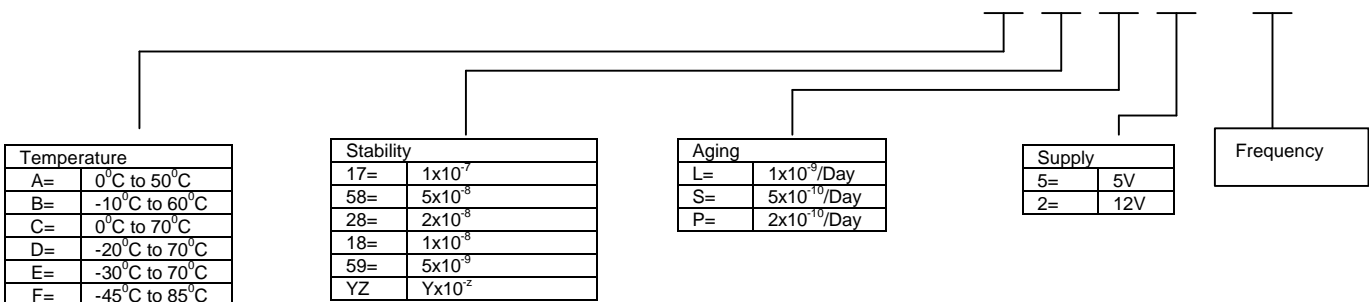 Temperature
A= 0⁰C to 50⁰C
B= -10⁰C to 60⁰C
C= 0⁰C to 70⁰C
D= -20⁰C to 70⁰C
E= -30⁰C to 70⁰C
F= -45⁰C to 85⁰C
Stability
17= 1x10⁻⁷
58= 5x10⁻⁸
28= 2x10⁻⁸
18= 1x10⁻⁸
59= 5x10⁻⁹
YZ Yx10⁻ᶻ
Aging
L= 1x10⁻⁹/Day
S= 5x10⁻¹⁰/Day
P= 2x10⁻¹⁰/Day
Supply
5= 5V
2= 12V
Frequency